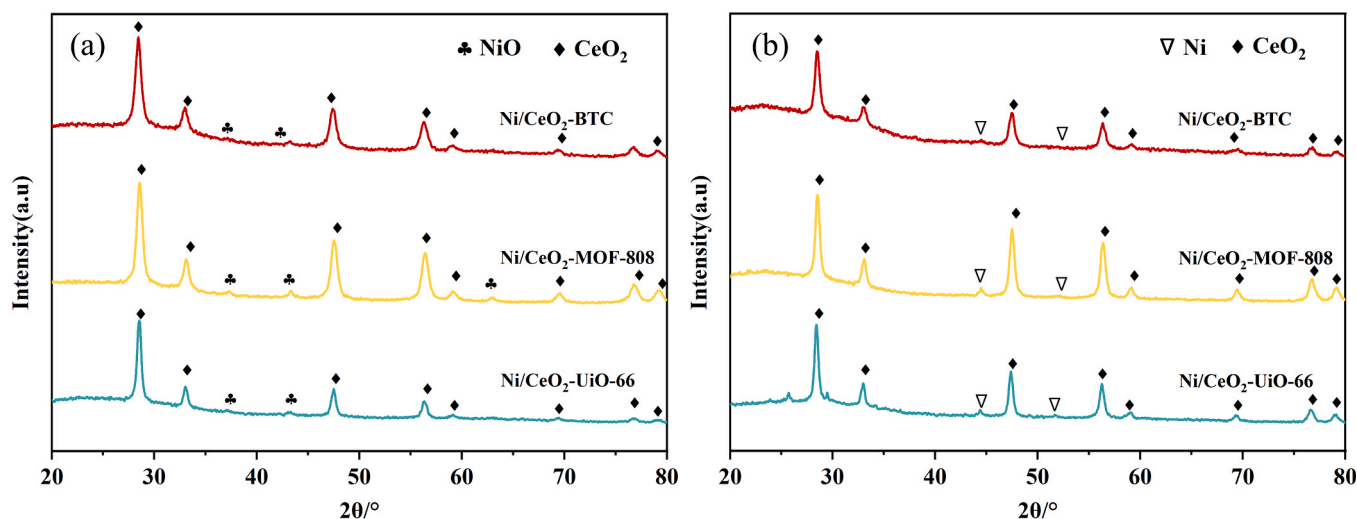 (a)
♣ NiO ♦ CeO₂
Ni/CeO₂-BTC
Ni/CeO₂-MOF-808
Ni/CeO₂-UiO-66
Intensity(a.u)
20 30 40 50 60 70 80
2θ/°
(b)
∇ Ni ♦ CeO₂
Ni/CeO₂-BTC
Ni/CeO₂-MOF-808
Ni/CeO₂-UiO-66
Intensity(a.u)
20 30 40 50 60 70 80
2θ/°